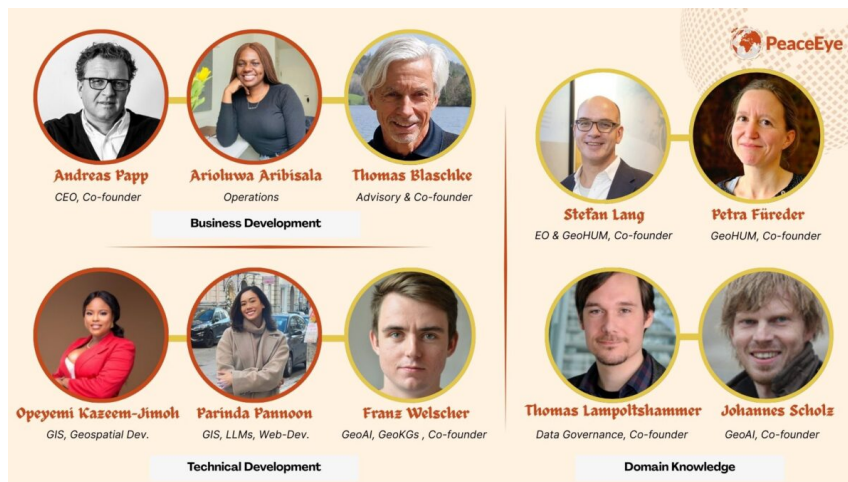 PeaceEye
Andreas Papp
CEO, Co-founder
Arioluwa Aribisala
Operations
Thomas Blaschke
Advisory & Co-founder
Business Development
Stefan Lang
EO & GeoHUM, Co-founder
Petra Füreder
GeoHUM, Co-founder
Opeyemi Kazeem-Jimoh
GIS, Geospatial Dev.
Parinda Pannoon
GIS, LLMs, Web-Dev.
Franz Welscher
GeoAI, GeoKGs , Co-founder
Technical Development
Thomas Lampoltshammer
Data Governance, Co-founder
Johannes Scholz
GeoAI, Co-founder
Domain Knowledge